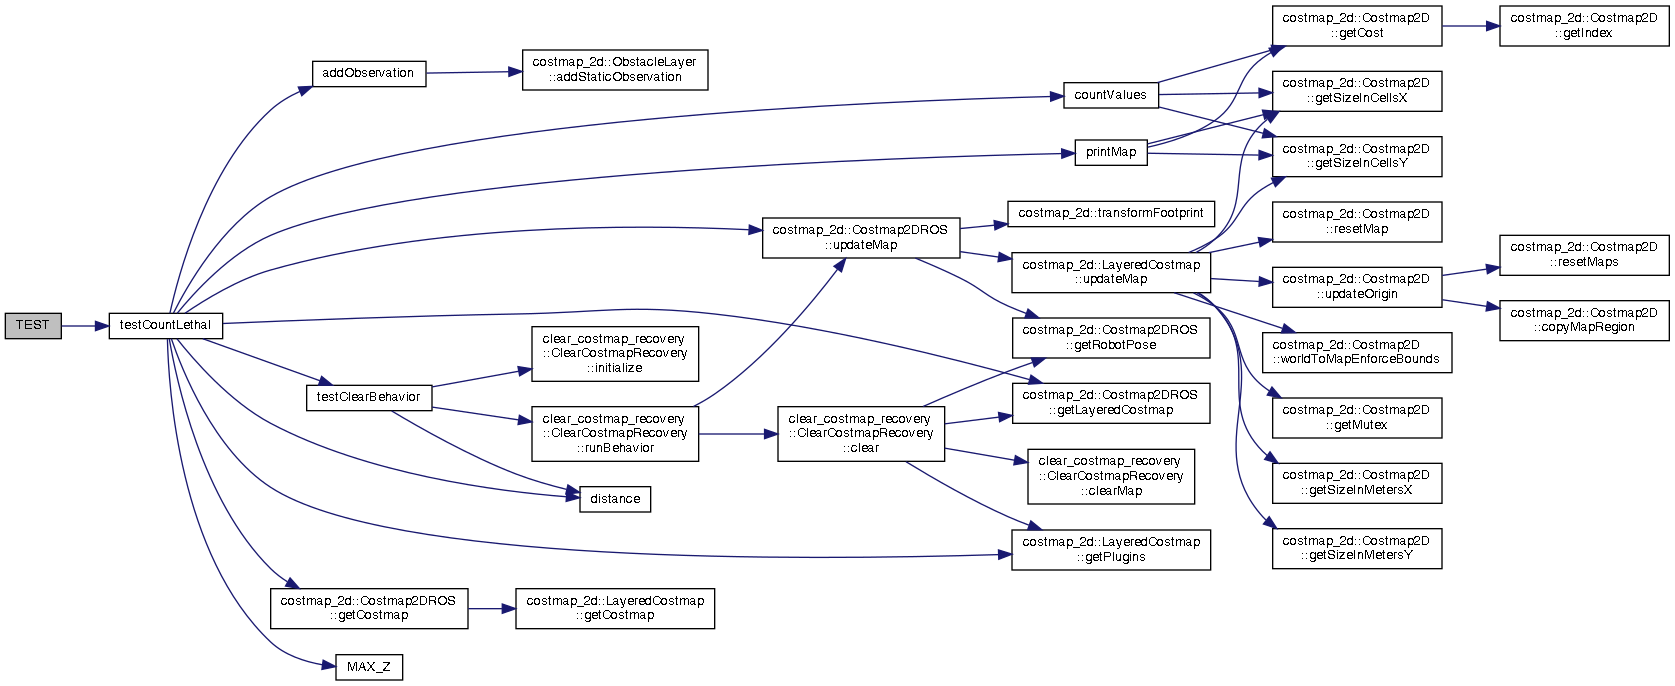 TEST
testCountLethal
addObservation
costmap_2d::ObstacleLayer
::addStaticObservation
countValues
costmap_2d::Costmap2D
::getCost
costmap_2d::Costmap2D
::getIndex
costmap_2d::Costmap2D
::getSizeInCellsX
printMap
costmap_2d::Costmap2D
::getSizeInCellsY
costmap_2d::Costmap2DROS
::updateMap
costmap_2d::transformFootprint
costmap_2d::LayeredCostmap
::updateMap
costmap_2d::Costmap2D
::resetMap
costmap_2d::Costmap2D
::updateOrigin
costmap_2d::Costmap2D
::resetMaps
costmap_2d::Costmap2D
::copyMapRegion
costmap_2d::Costmap2D
::worldToMapEnforceBounds
costmap_2d::Costmap2DROS
::getRobotPose
costmap_2d::Costmap2DROS
::getLayeredCostmap
costmap_2d::Costmap2D
::getMutex
costmap_2d::Costmap2D
::getSizeInMetersX
costmap_2d::Costmap2D
::getSizeInMetersY
testClearBehavior
clear_costmap_recovery
::ClearCostmapRecovery
::initialize
clear_costmap_recovery
::ClearCostmapRecovery
::runBehavior
clear_costmap_recovery
::ClearCostmapRecovery
::clear
clear_costmap_recovery
::ClearCostmapRecovery
::clearMap
distance
costmap_2d::LayeredCostmap
::getPlugins
costmap_2d::Costmap2DROS
::getCostmap
costmap_2d::LayeredCostmap
::getCostmap
MAX_Z